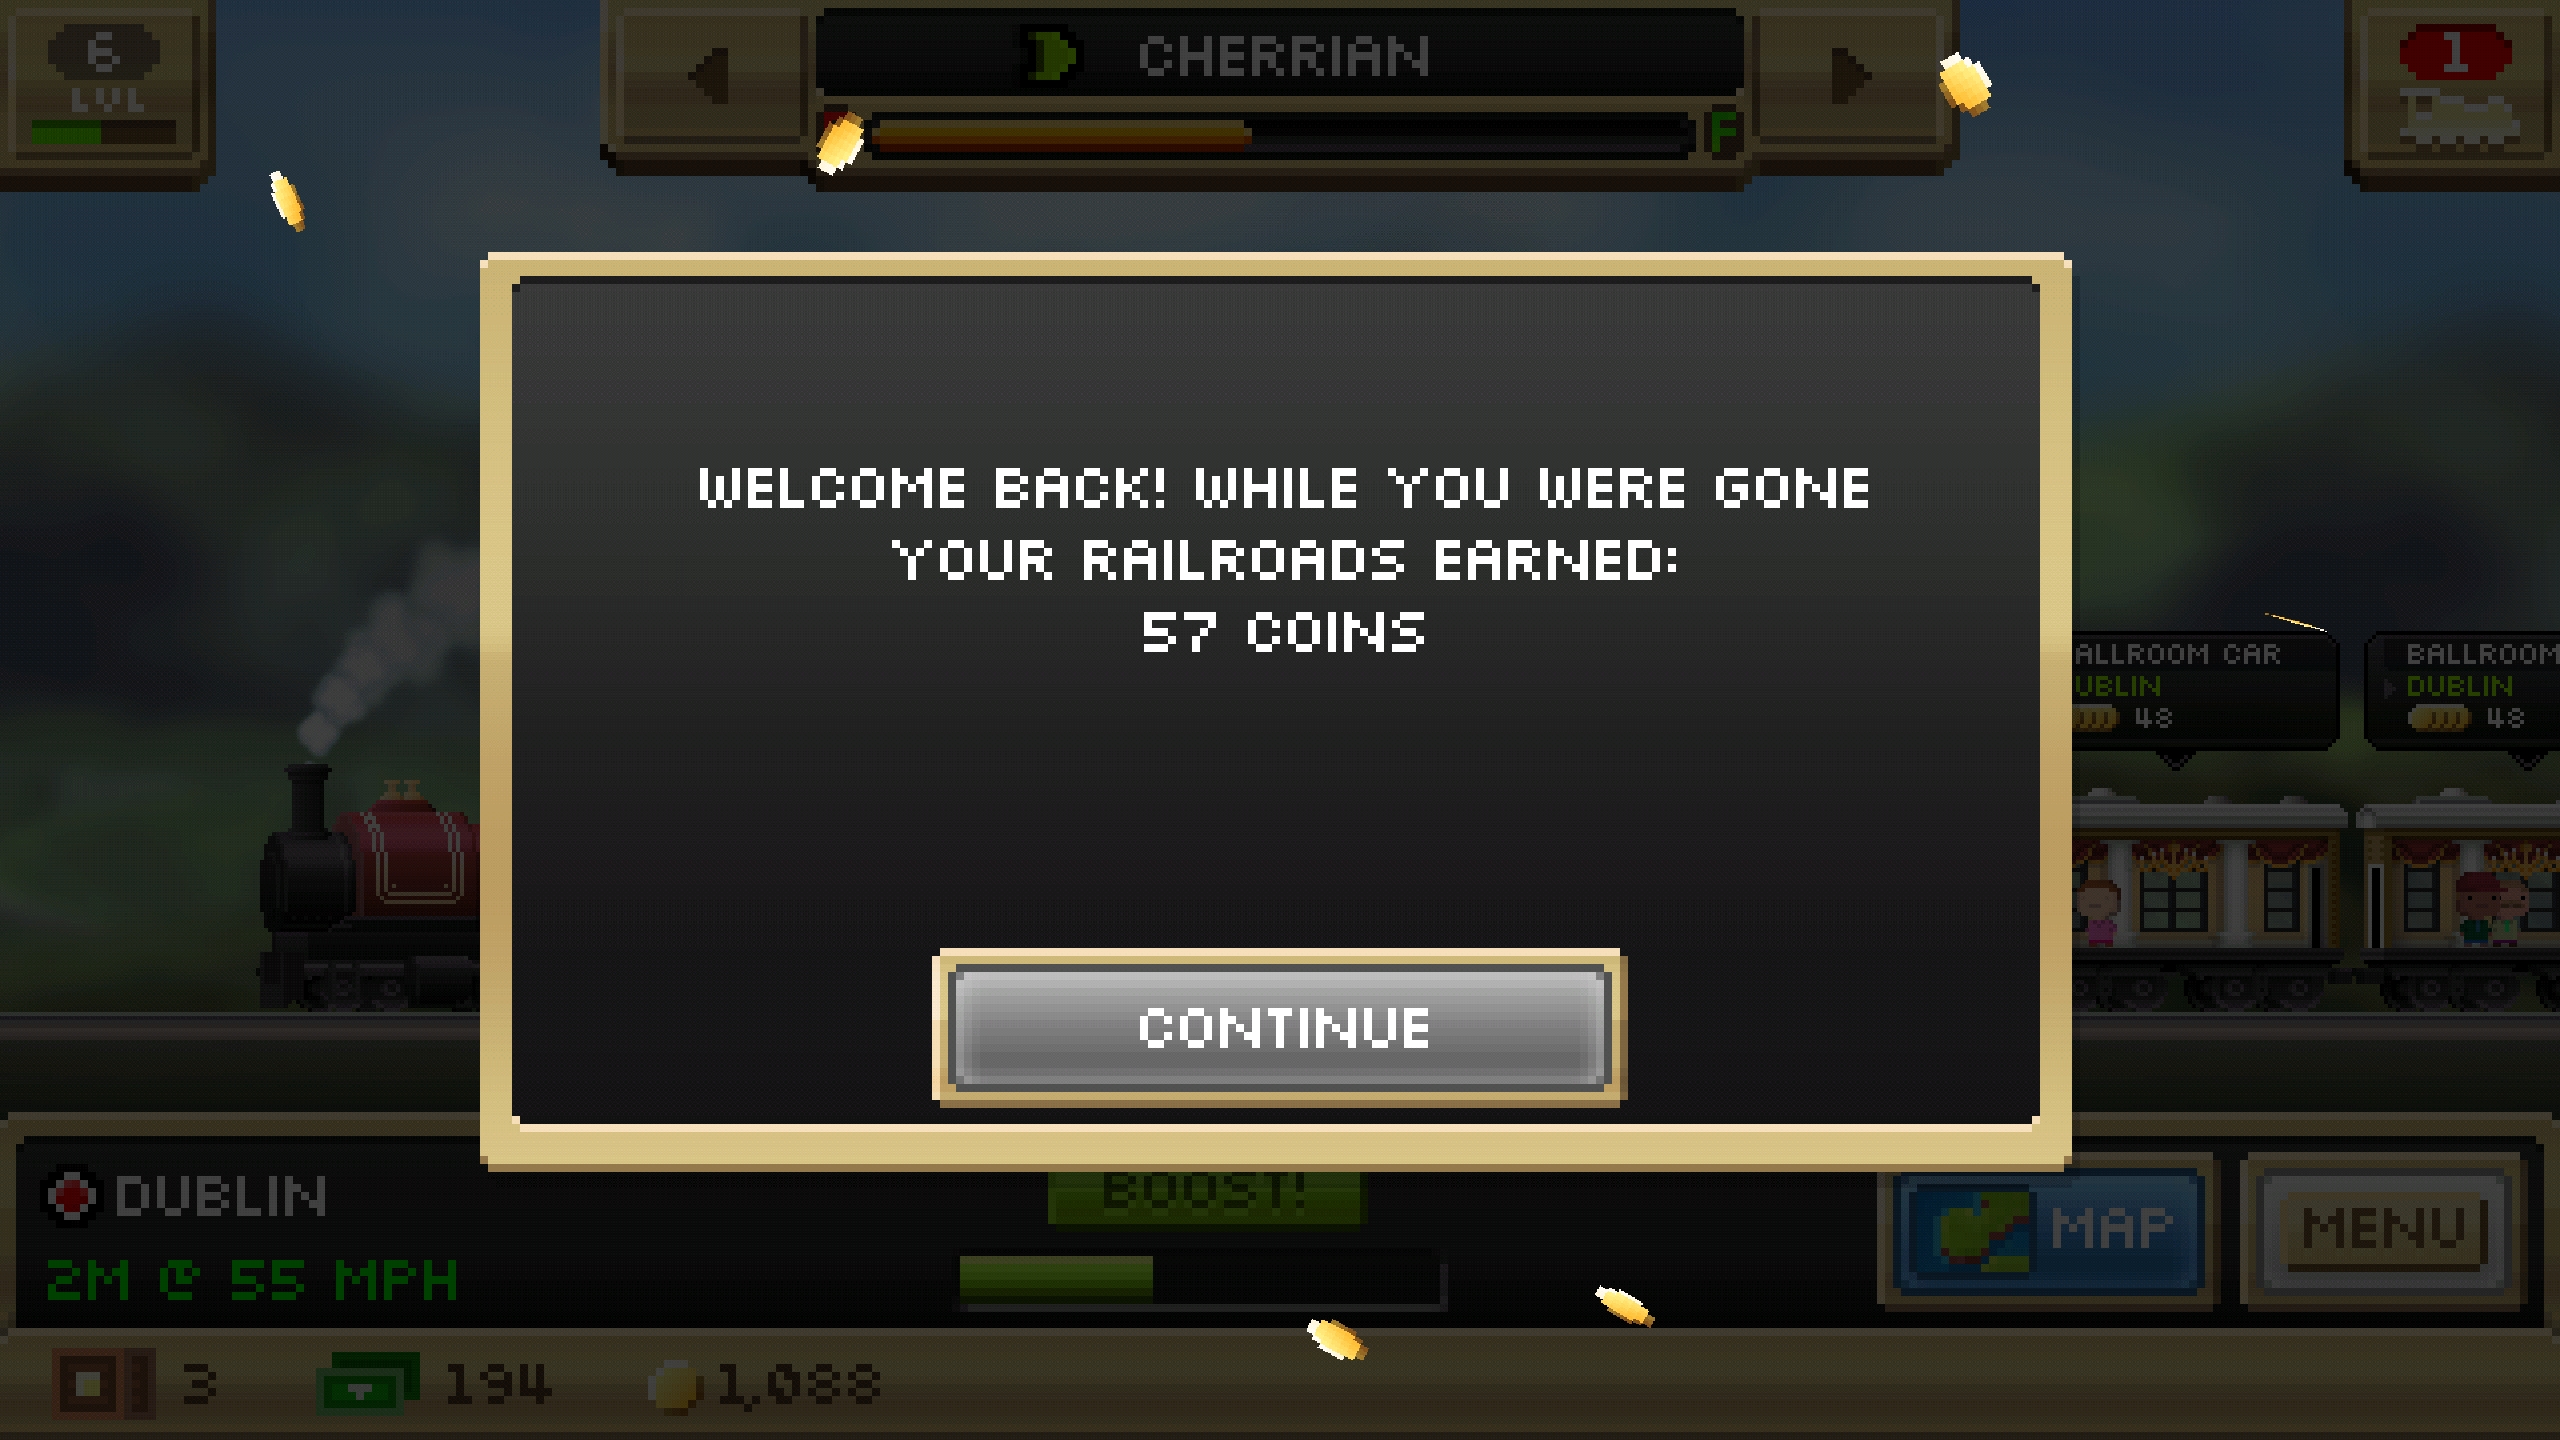 6
LVL
CHERRIAN
F
1
WELCOME BACK! WHILE YOU WERE GONE
YOUR RAILROADS EARNED:
57 COINS
ALLROOM CAR
UBLIN
48
BALLROOM
DUBLIN
48
CONTINUE
DUBLIN
2M @ 55 MPH
BOOST!
MAP
MENU
3
194
1,088